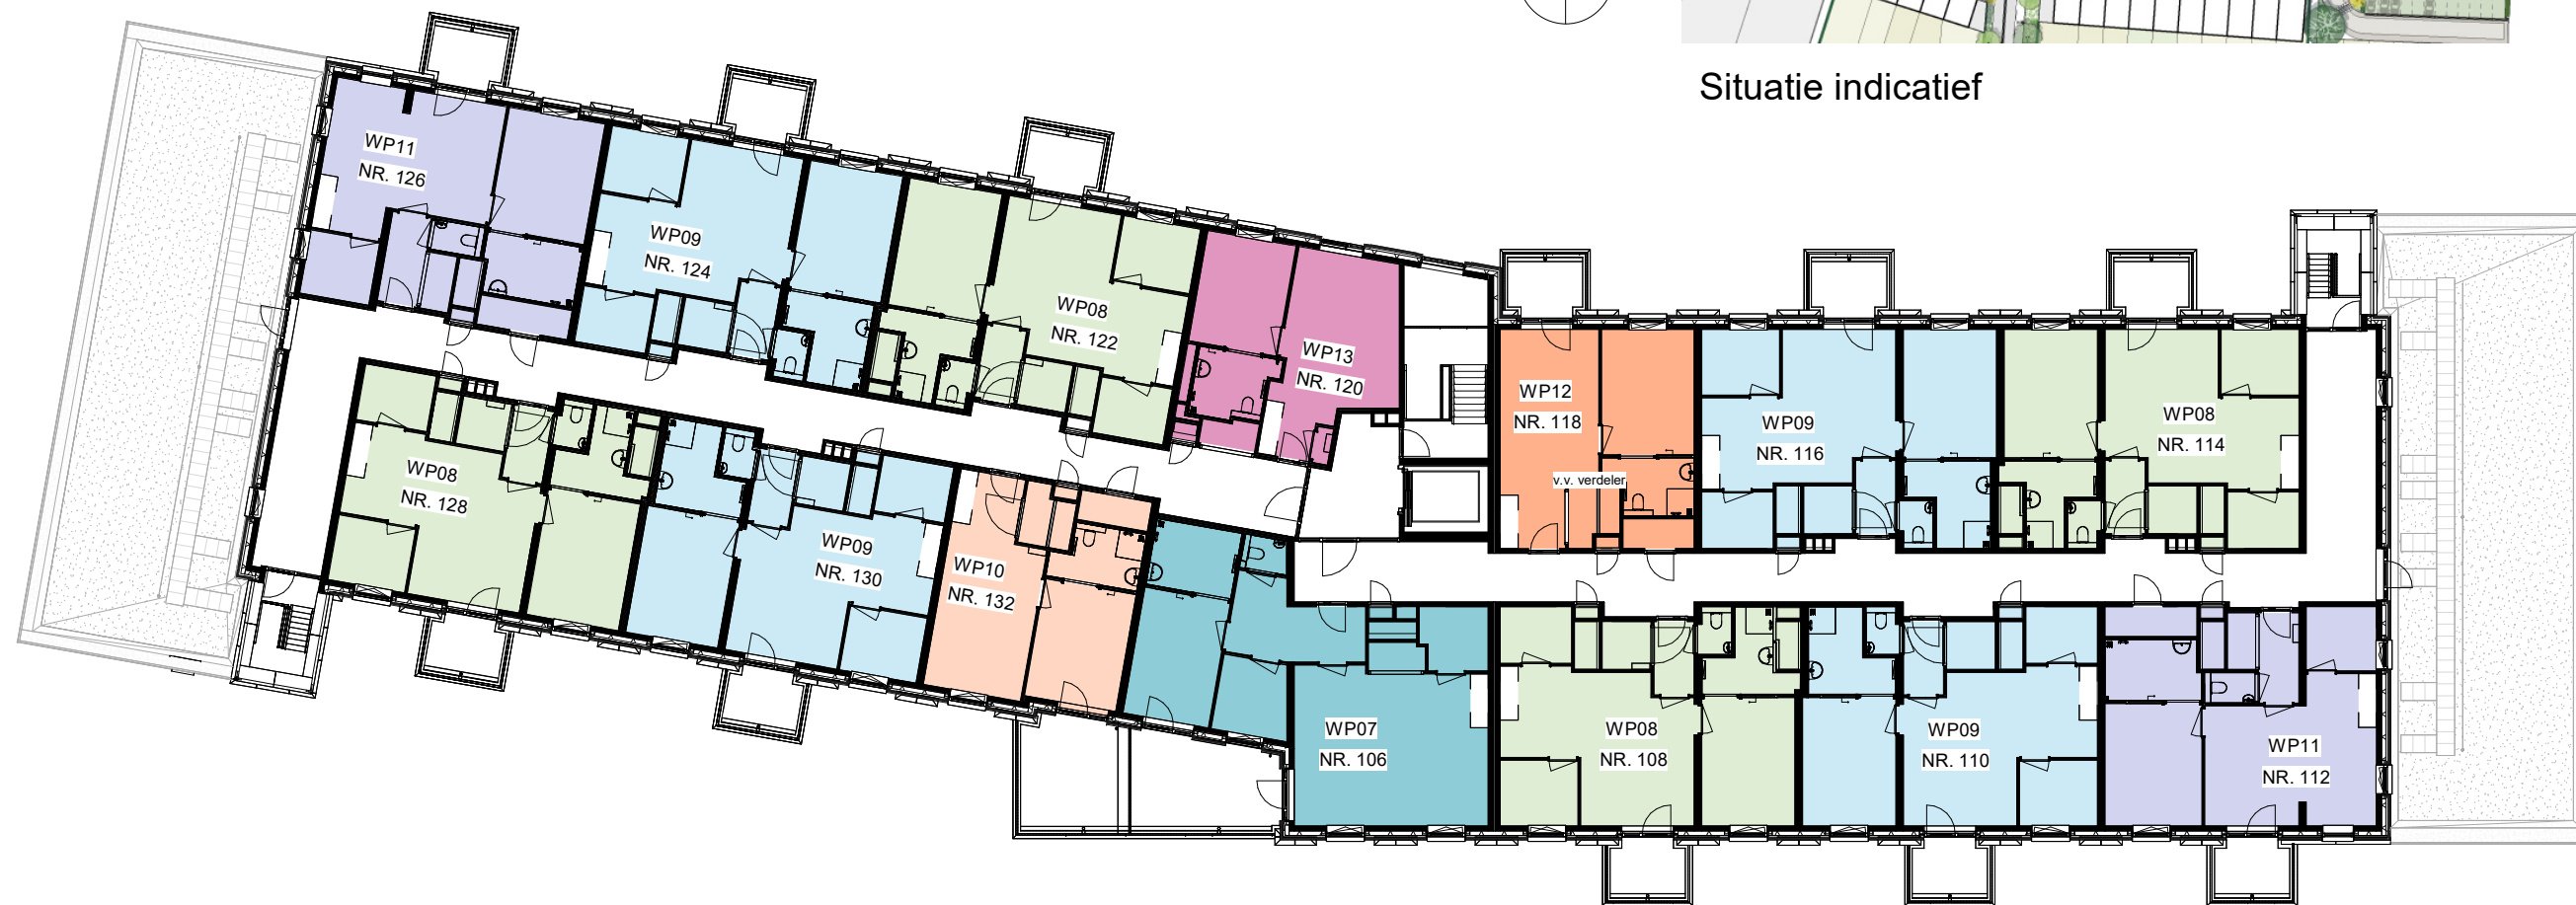 Situatie indicatief
WP11
NR. 126
WP09
NR. 124
WP08
NR. 122
WP13
NR. 120
WP12
NR. 118
v.v. verdeler
WP09
NR. 116
WP08
NR. 114
WP08
NR. 128
WP09
NR. 130
WP10
NR. 132
WP07
NR. 106
WP08
NR. 108
WP09
NR. 110
WP11
NR. 112